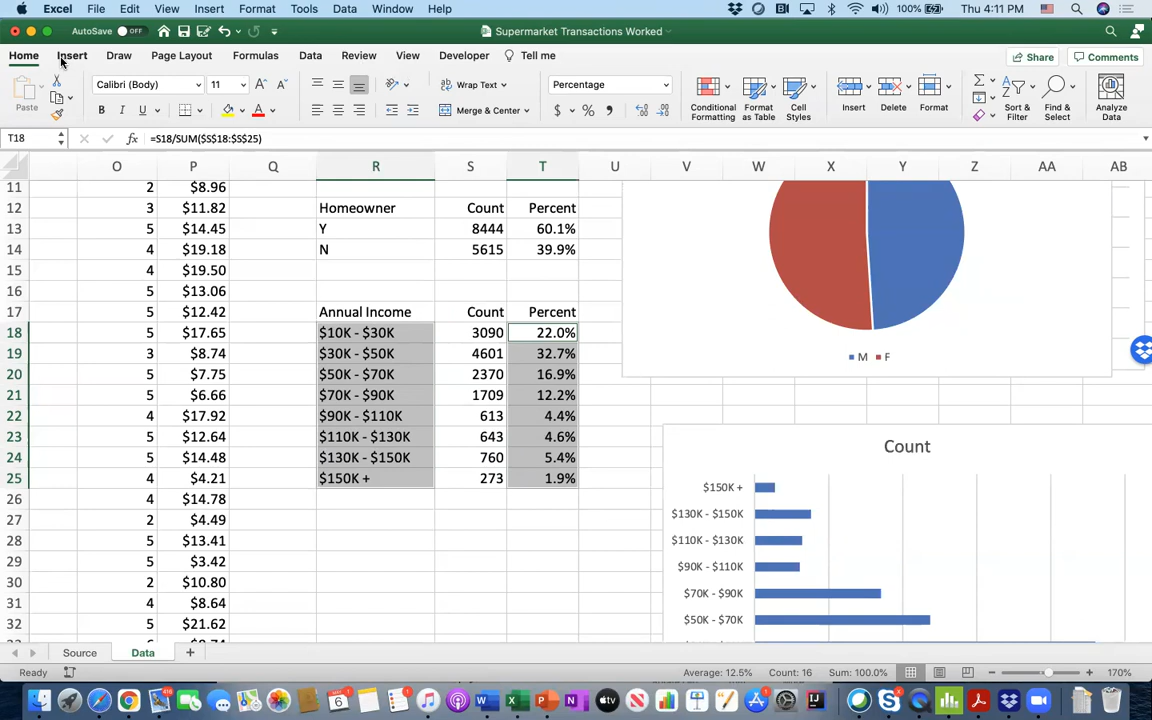 Excel File Edit View Insert Format Tools Data Window Help 100% Thu 4:11 PM
AutoSave OFF Supermarket Transactions Worked
Home Insert Draw Page Layout Formulas Data Review View Developer Tell me Share Comments
Paste Calibri (Body) 11 Wrap Text Percentage
B I U Merge & Center $ % Conditional Formatting Format as Table Cell Styles Insert Delete Format Sort & Filter Find & Select Analyze Data
T18 fx =S18/SUM($S$18:$S$25)
O P Q R S T U V W X Y Z AA AB
11 2 $8.96
12 3 $11.82 Homeowner Count Percent
13 5 $14.45 Y 8444 60.1%
14 4 $19.18 N 5615 39.9%
15 4 $19.50
16 5 $13.06
17 5 $12.42 Annual Income Count Percent
18 5 $17.65 $10K - $30K 3090 22.0%
19 3 $8.74 $30K - $50K 4601 32.7%
20 5 $7.75 $50K - $70K 2370 16.9%
21 5 $6.66 $70K - $90K 1709 12.2%
22 4 $17.92 $90K - $110K 613 4.4%
23 5 $12.64 $110K - $130K 643 4.6%
24 5 $14.48 $130K - $150K 760 5.4%
25 4 $4.21 $150K + 273 1.9%
26 4 $14.78
27 2 $4.49
28 5 $13.41
29 5 $3.42
30 2 $10.80
31 4 $8.64
32 5 $21.62
M F
Count
$150K +
$130K - $150K
$110K - $130K
$90K - $110K
$70K - $90K
$50K - $70K
Source Data
Ready Average: 12.5% Count: 16 Sum: 100.0% 170%